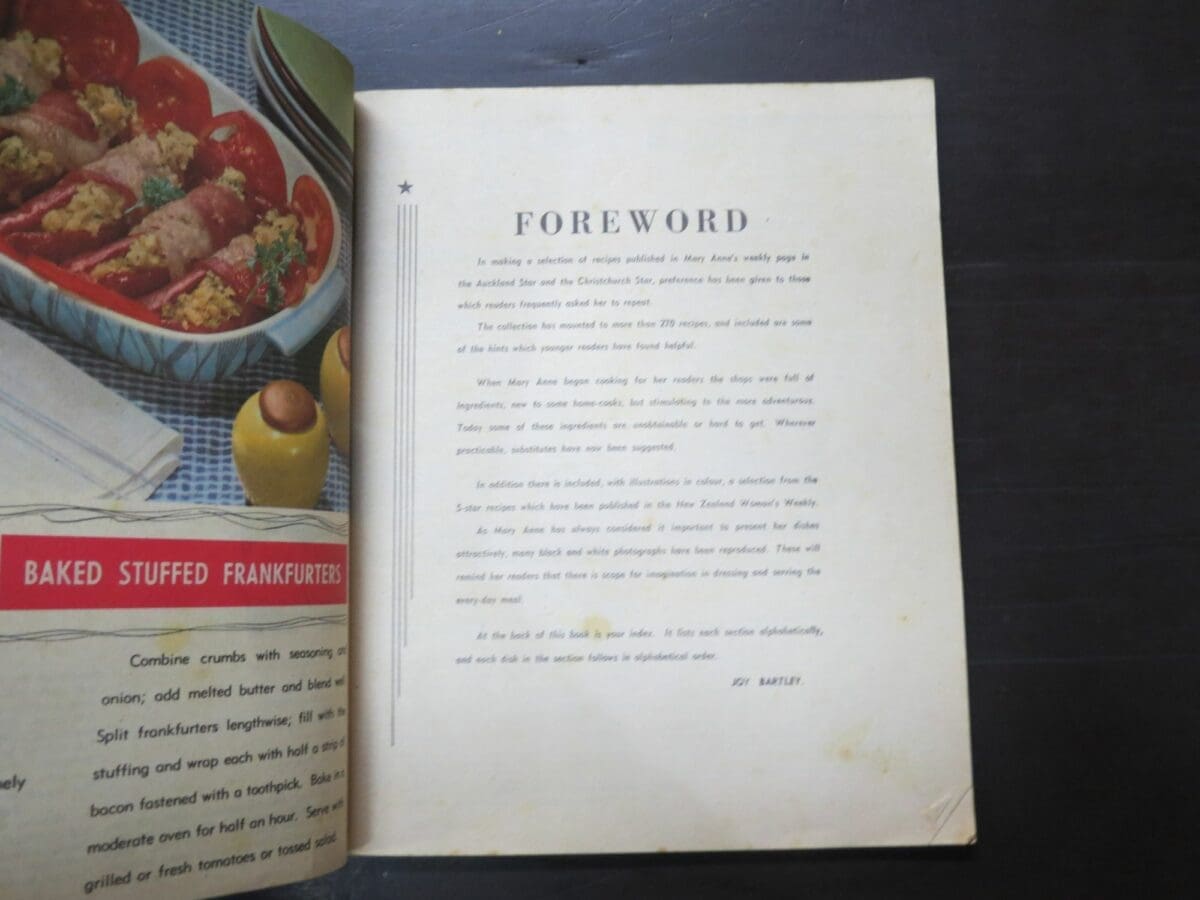 BAKED STUFFED FRANKFURTERS
Combine crumbs with seasoning and
onion; add melted butter and blend well
Split frankfurters lengthwise; fill with the
stuffing and wrap each with half a strip of
bacon fastened with a toothpick. Bake in a
moderate oven for half an hour. Serve with
grilled or fresh tomatoes or tossed salad.
FOREWORD
In making a selection of recipes published in Mary Anne's weekly page in
the Auckland Star and the Christchurch Star, preference has been given to those
which readers frequently asked her to repeat.
The collection has mounted to more than 270 recipes, and included are some
of the hints which younger readers have found helpful.
When Mary Anne began cooking for her readers the shops were full of
ingredients, new to some home-cooks, but stimulating to the more adventurous.
Today some of these ingredients are unobtainable or hard to get. Wherever
practicable, substitutes have now been suggested.
In addition there is included, with illustrations in colour, a selection from the
5-star recipes which have been published in the New Zealand Woman's Weekly.
As Mary Anne has always considered it important to present her dishes
attractively, many black and white photographs have been reproduced. These will
remind her readers that there is scope for imagination in dressing and serving the
every-day meal.
At the back of this book is your index. It lists each section alphabetically,
and each dish in the section follows in alphabetical order.
JOY BARTLEY.